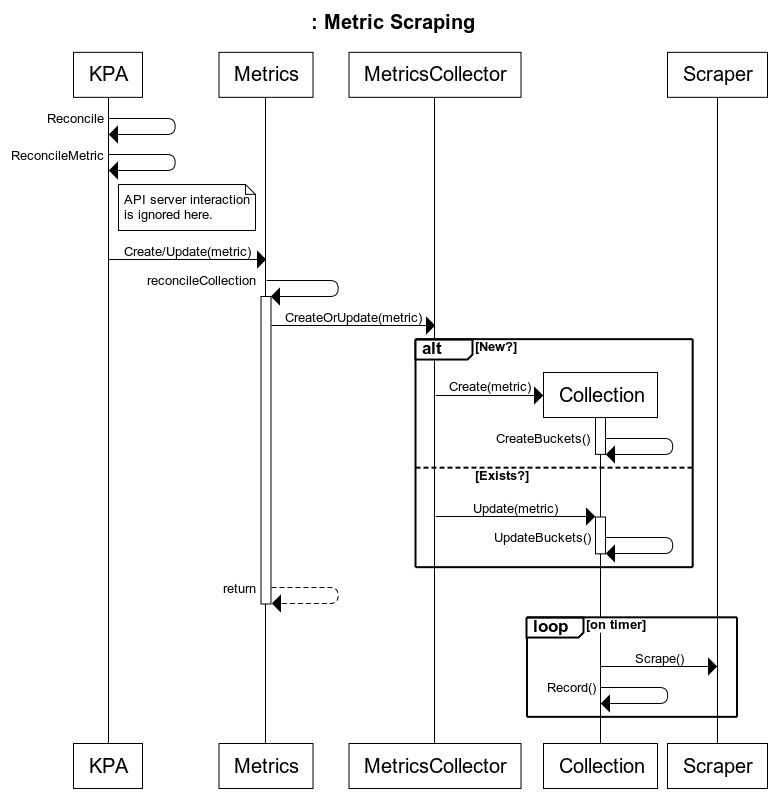 : Metric Scraping
KPA
Metrics
MetricsCollector
Scraper
Reconcile
ReconcileMetric
API server interaction
is ignored here.
Create/Update(metric)
reconcileCollection
CreateOrUpdate(metric)
alt
[New?]
Create(metric)
Collection
CreateBuckets()
[Exists?]
Update(metric)
UpdateBuckets()
return
loop
[on timer]
Scrape()
Record()
KPA
Metrics
MetricsCollector
Collection
Scraper